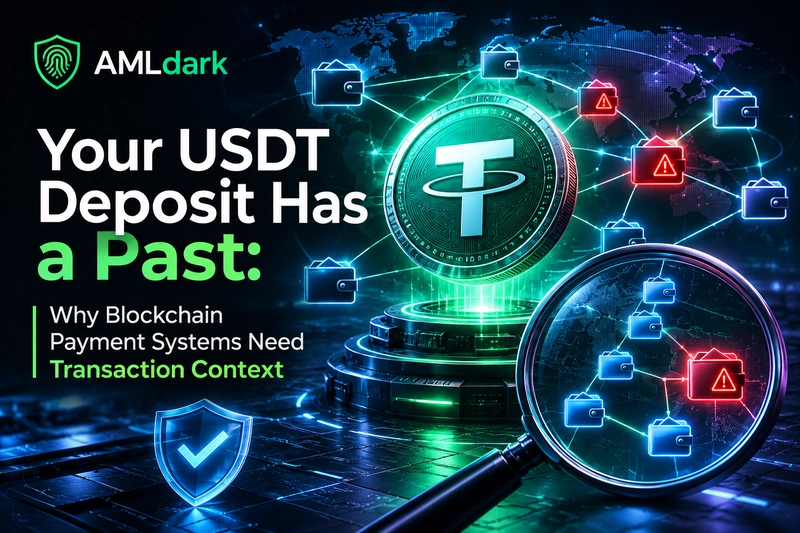 AMLdark
Your USDT
Deposit Has
a Past:
Why Blockchain
Payment Systems Need
Transaction Context